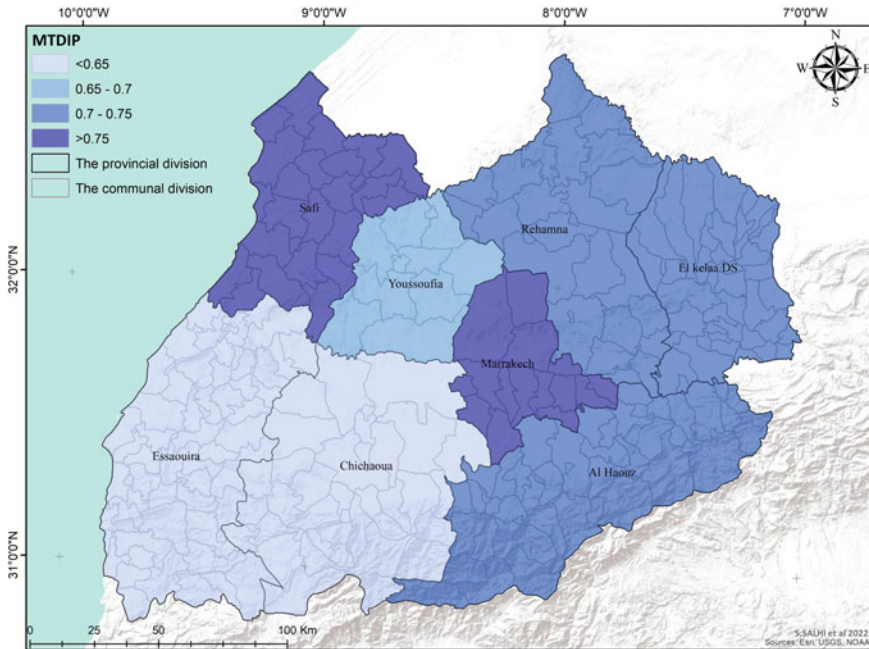 10°0'0"W 9°0'0"W 8°0'0"W 7°0'0"W
MTDIP
<0.65
0.65 - 0.7
0.7 - 0.75
>0.75
The provincial division
The communal division
N
W E
S
Safi
Rehamna
El kelaa DS
Youssoufia
Marrakech
Essaouira
Chichaoua
Al Haouz
32°0'0"N
31°0'0"N
0 25 50 100 Km
S.SALHI et al 2022
Sources: Esri, USGS, NOAA